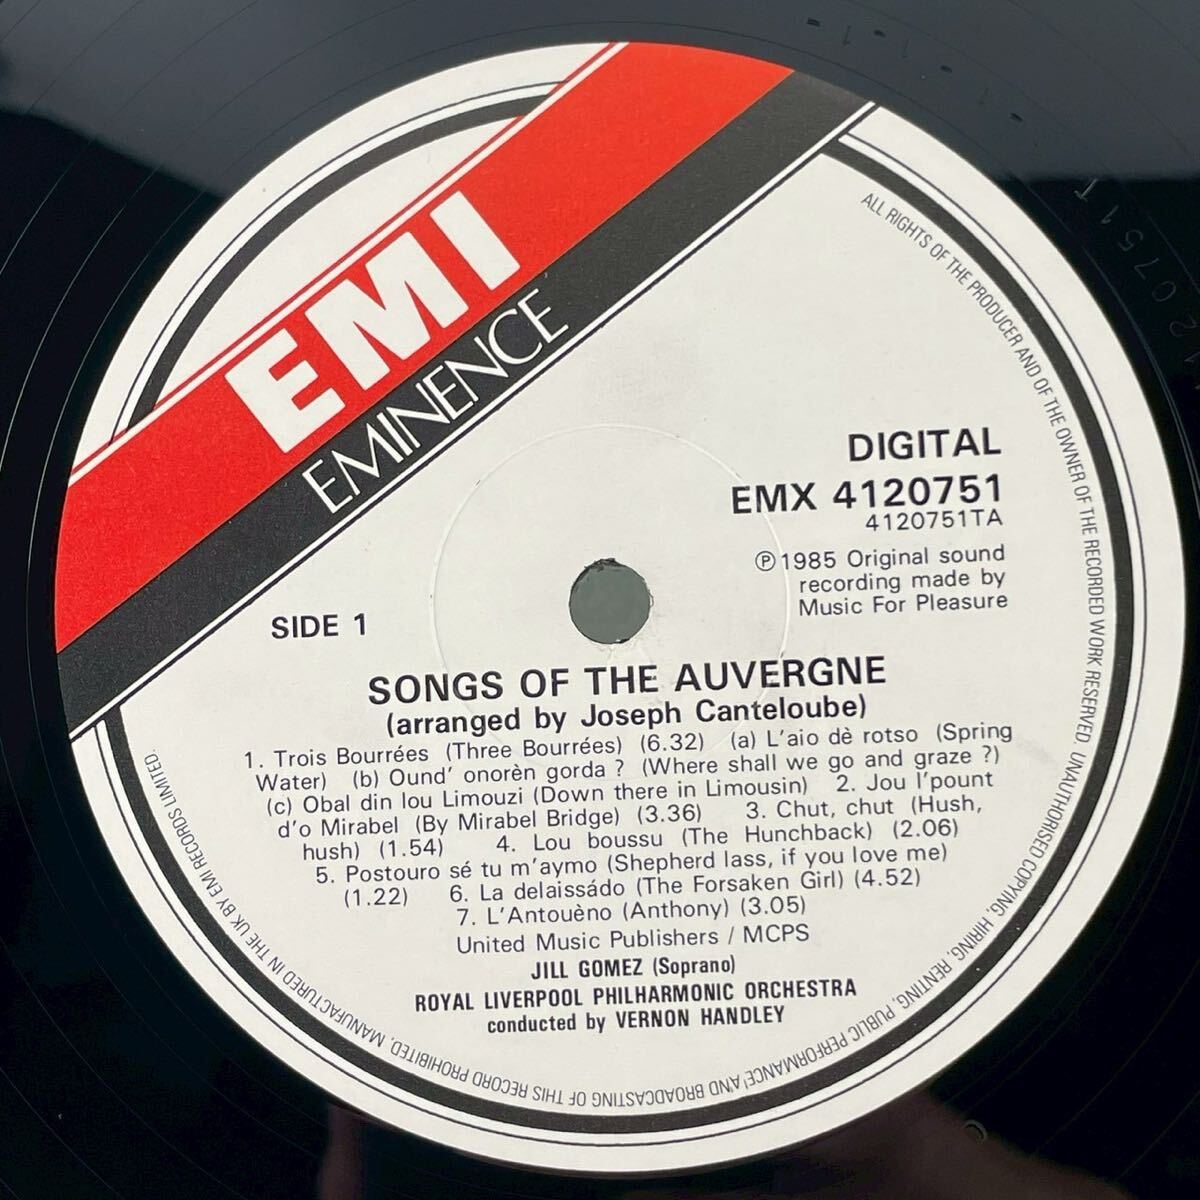 EMI
EMINENCE
DIGITAL
EMX 4120751
4120751TA
℗ 1985 Original sound
recording made by
Music For Pleasure
SIDE 1
SONGS OF THE AUVERGNE
(arranged by Joseph Canteloube)
1. Trois Bourrées (Three Bourrées) (6.32) (a) L'aio dè rotso (Spring
Water) (b) Ound' onorèn gorda ? (Where shall we go and graze ?)
(c) Obal din lou Limouzi (Down there in Limousin) 2. Jou l'pount
d'o Mirabel (By Mirabel Bridge) (3.36) 3. Chut, chut (Hush,
hush) (1.54) 4. Lou boussu (The Hunchback) (2.06)
5. Postouro sé tu m'aymo (Shepherd lass, if you love me)
(1.22) 6. La delaissádo (The Forsaken Girl) (4.52)
7. L'Antouèno (Anthony) (3.05)
United Music Publishers / MCPS
JILL GOMEZ (Soprano)
ROYAL LIVERPOOL PHILHARMONIC ORCHESTRA
conducted by VERNON HANDLEY
ALL RIGHTS OF THE PRODUCER AND OF THE OWNER OF THE RECORDED WORK RESERVED. UNAUTHORISED COPYING, HIRING, RENTING, PUBLIC PERFORMANCE AND BROADCASTING OF THIS RECORD PROHIBITED. MANUFACTURED IN THE UK BY EMI RECORDS LIMITED.